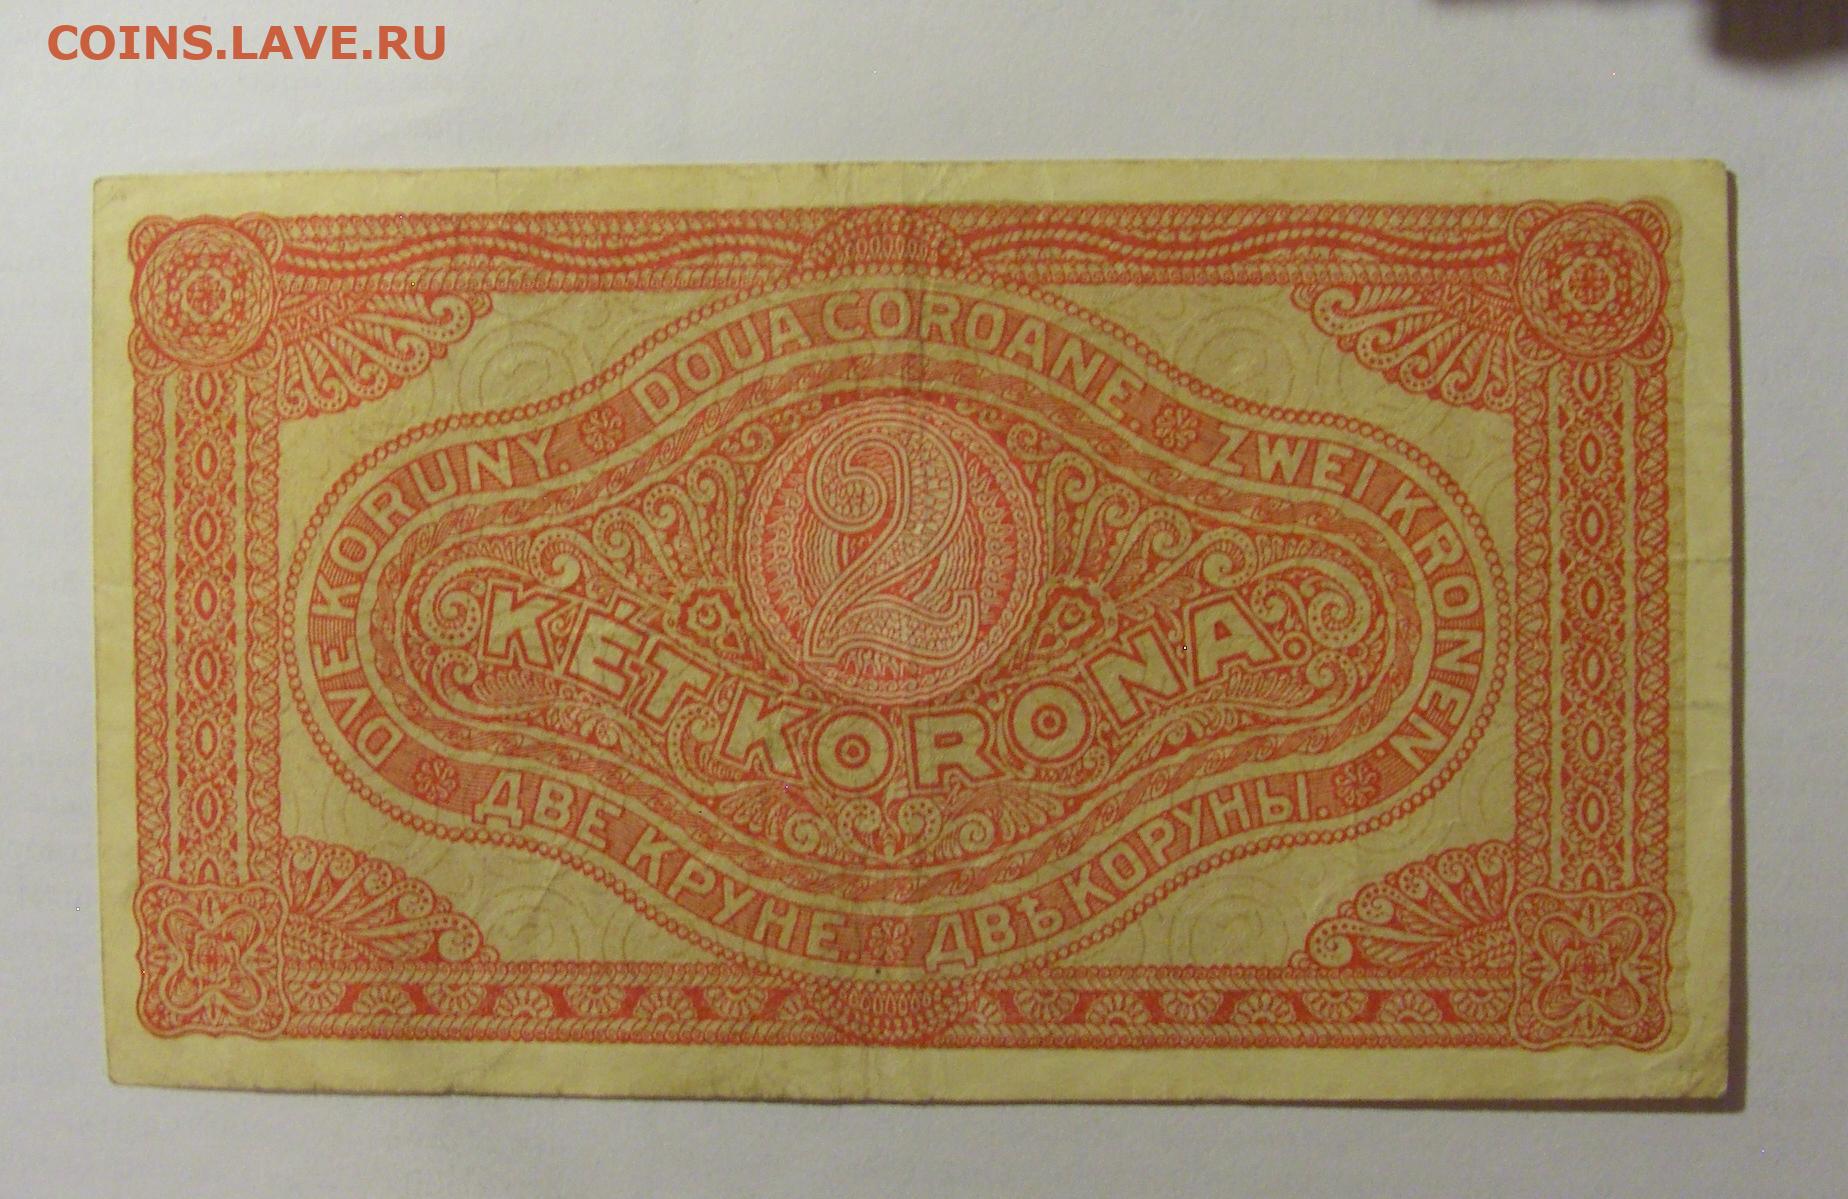 COINS.LAVE.RU
DVE KORUNY.
DOUA COROANE.
ZWEI KRONEN.
2
KÉT KORONA.
ДВЕ КРУНЕ.
ДВѢ КОРУНЫ.